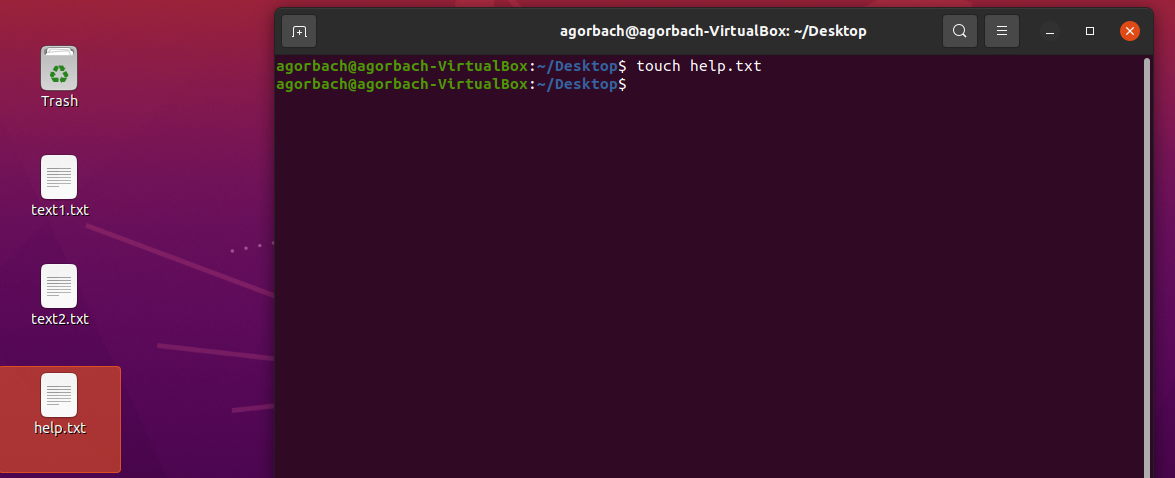 Trash
text1.txt
text2.txt
help.txt
agorbach@agorbach-VirtualBox: ~/Desktop
agorbach@agorbach-VirtualBox:~/Desktop$ touch help.txt
agorbach@agorbach-VirtualBox:~/Desktop$